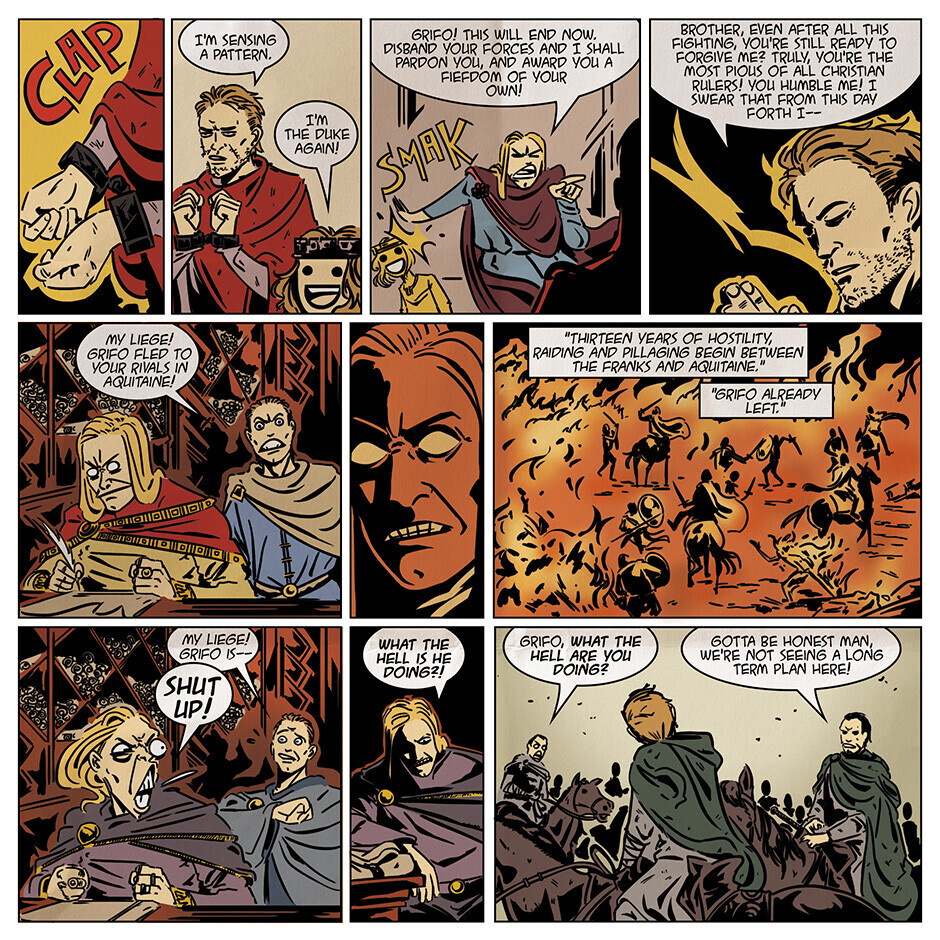 CLAP
I'M SENSING
A PATTERN.
I'M
THE DUKE
AGAIN!
GRIFO! THIS WILL END NOW.
DISBAND YOUR FORCES AND I SHALL
PARDON YOU, AND AWARD YOU A
FIEFDOM OF YOUR
OWN!
SMAK
BROTHER, EVEN AFTER ALL THIS
FIGHTING, YOU'RE STILL READY TO
FORGIVE ME? TRULY, YOU'RE THE
MOST PIOUS OF ALL CHRISTIAN
RULERS! YOU HUMBLE ME! I
SWEAR THAT FROM THIS DAY
FORTH I--
MY LIEGE!
GRIFO FLED TO
YOUR RIVALS IN
AQUITAINE!
"THIRTEEN YEARS OF HOSTILITY,
RAIDING AND PILLAGING BEGIN BETWEEN
THE FRANKS AND AQUITAINE."
"GRIFO ALREADY
LEFT."
MY LIEGE!
GRIFO IS--
SHUT
UP!
WHAT THE
HELL IS HE
DOING?!
GRIFO, WHAT THE
HELL ARE YOU
DOING?
GOTTA BE HONEST MAN,
WE'RE NOT SEEING A LONG
TERM PLAN HERE!